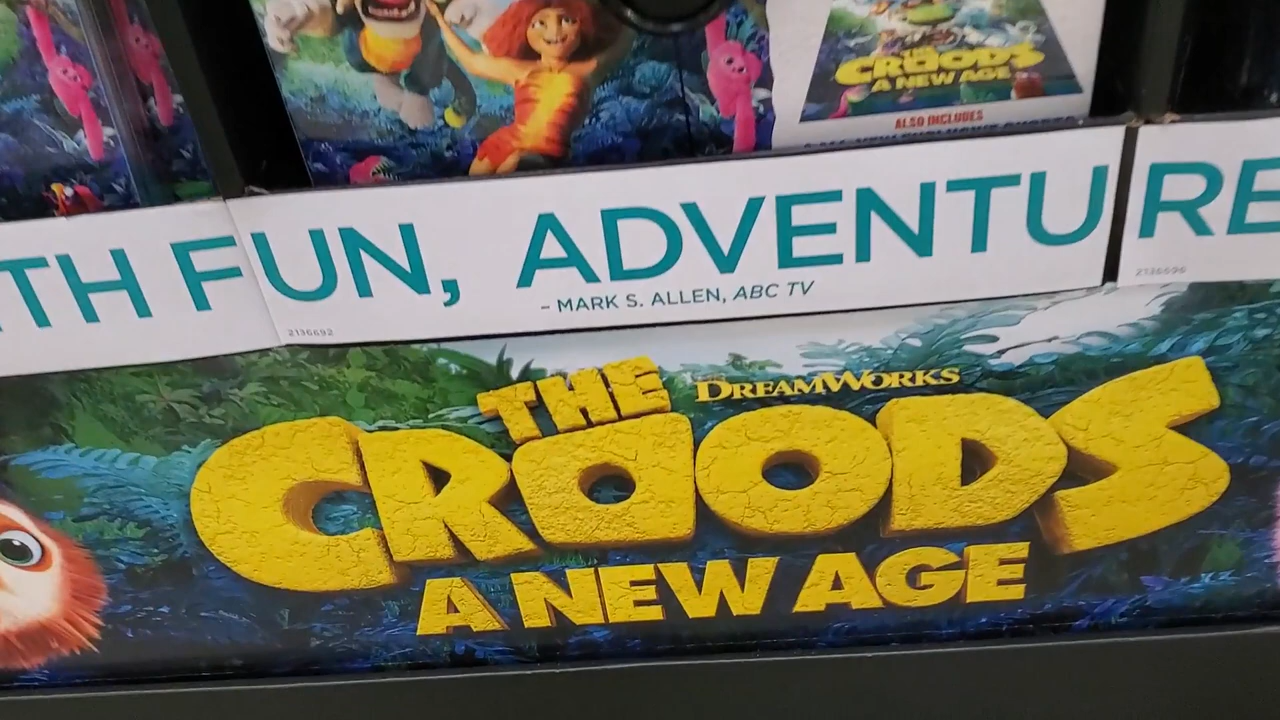 THE
CROODS
A NEW AGE
ALSO INCLUDES
TH FUN, ADVENTURE
– MARK S. ALLEN, ABC TV
2136692
2136696
THE
DREAMWORKS
CROODS
A NEW AGE